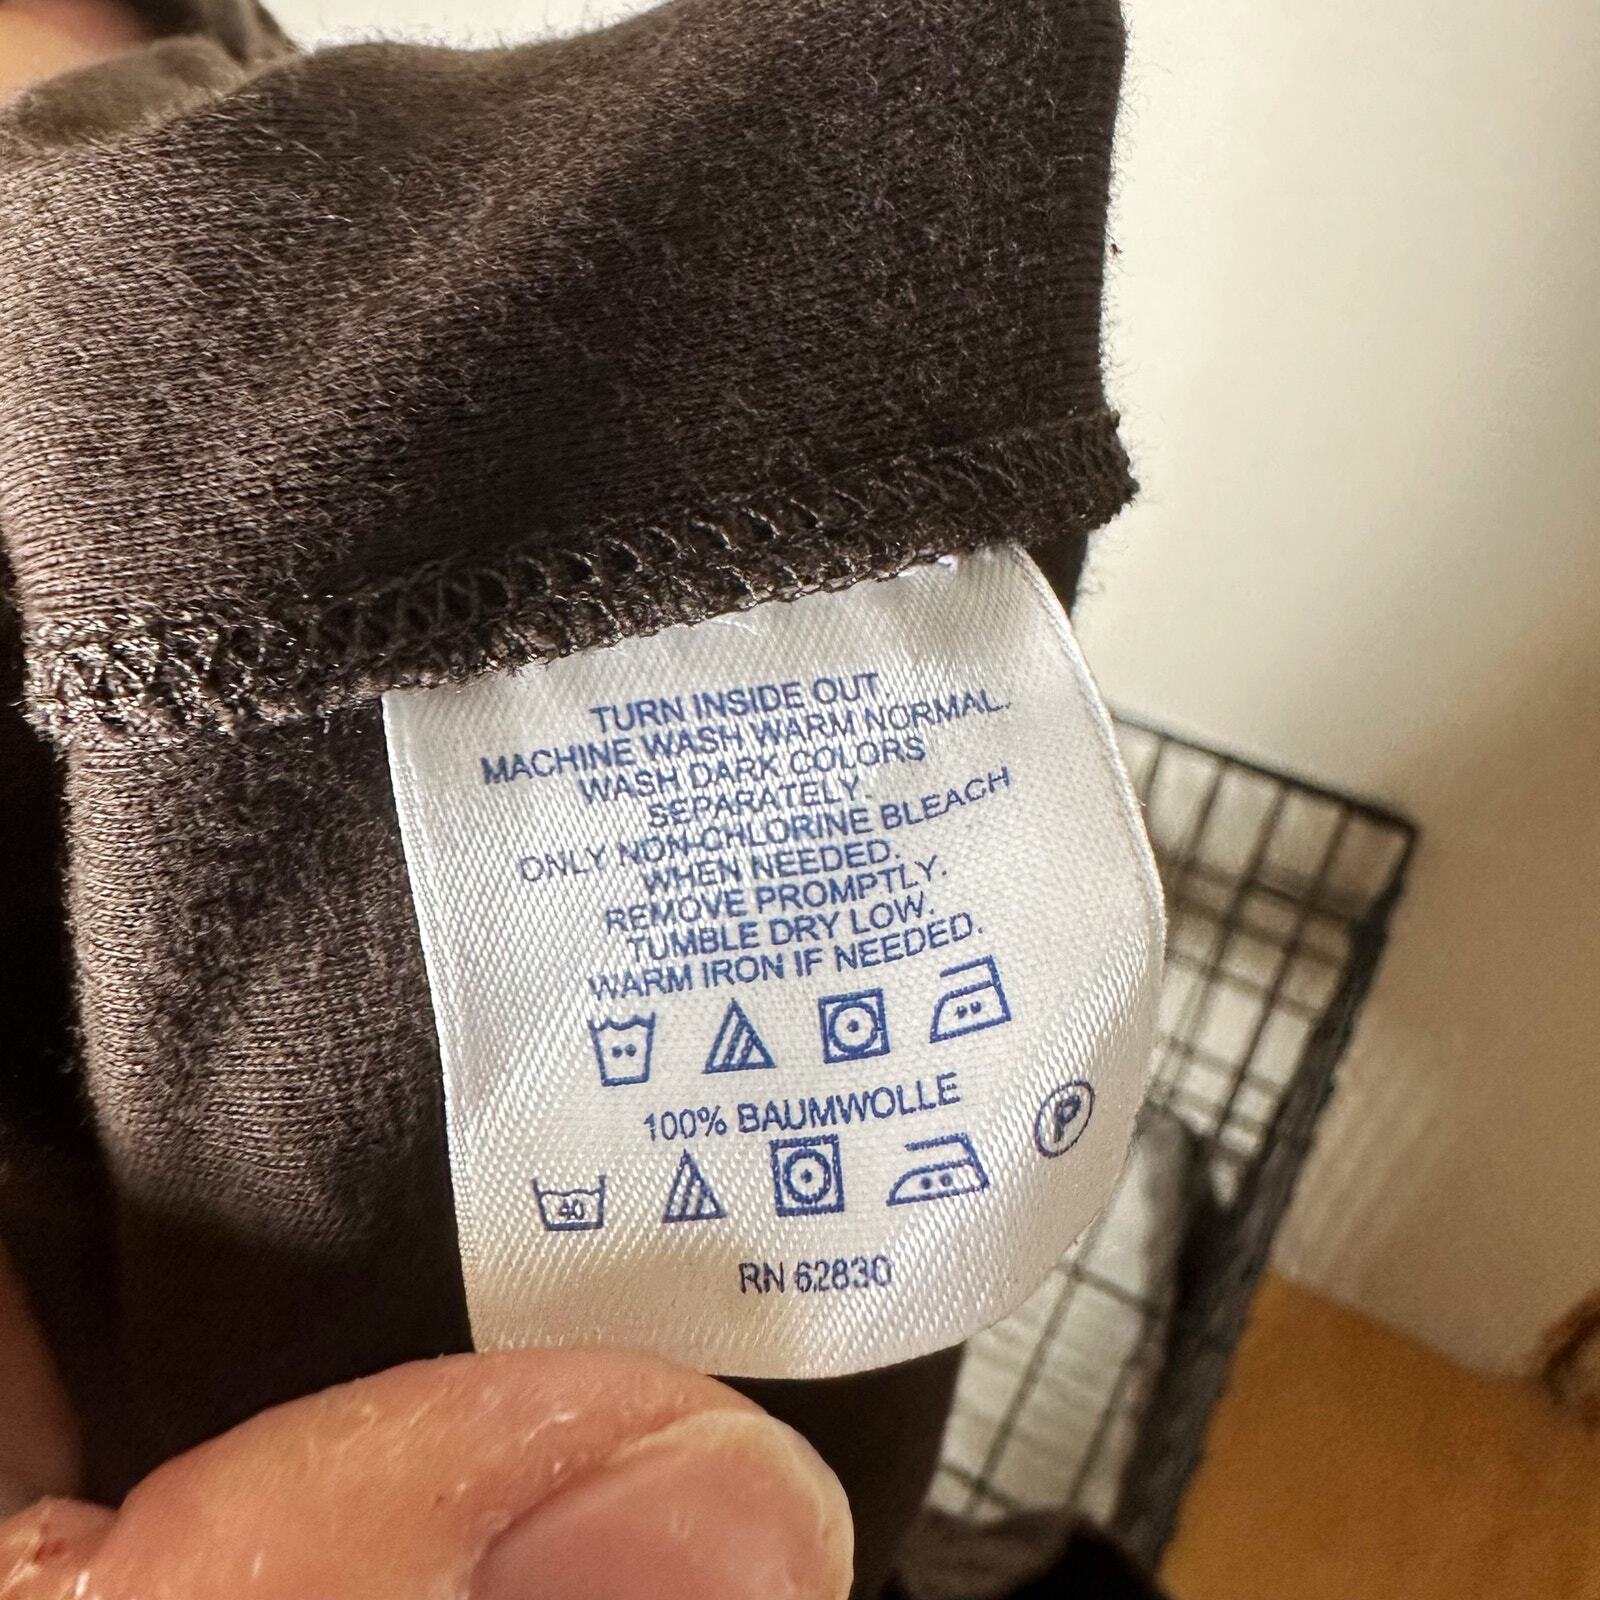 TURN INSIDE OUT.
MACHINE WASH WARM NORMAL.
WASH DARK COLORS
SEPARATELY.
ONLY NON-CHLORINE BLEACH
WHEN NEEDED.
REMOVE PROMPTLY.
TUMBLE DRY LOW.
WARM IRON IF NEEDED.
100% BAUMWOLLE
P
40
RN 62830